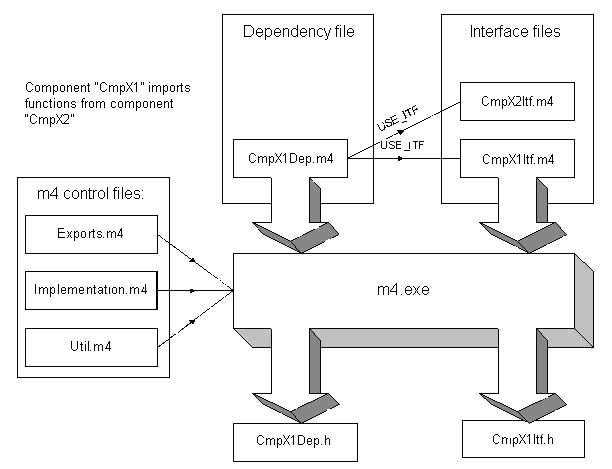 Dependency file
Interface files
Component "CmpX1" imports
functions from component
"CmpX2"
CmpX2Itf.m4
USE_ITF
USE_ITF
CmpX1Dep.m4
CmpX1Itf.m4
m4 control files:
Exports.m4
Implementation.m4
Util.m4
m4.exe
CmpX1Dep.h
CmpX1Itf.h